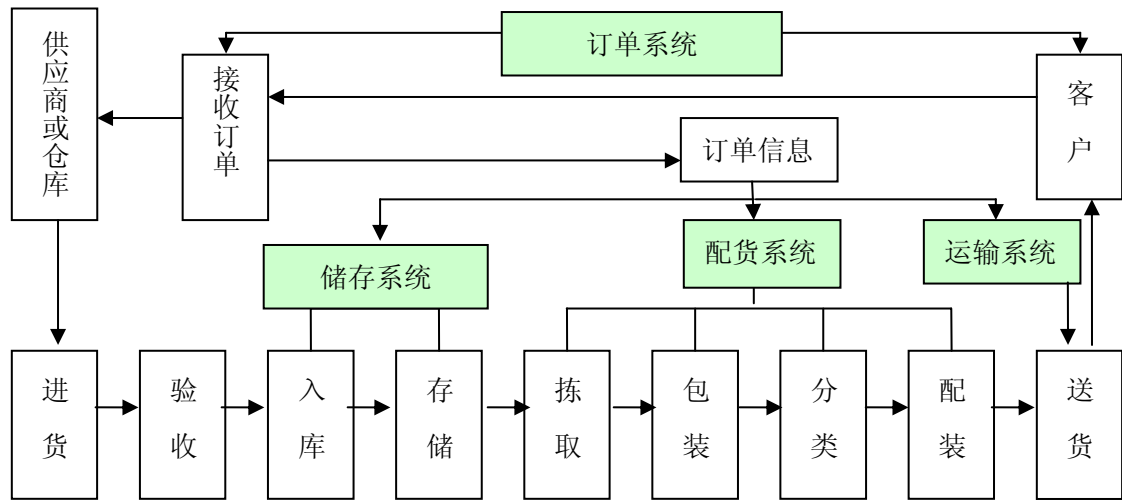 订单系统
供应商或仓库
接收订单
客户
订单信息
储存系统
配货系统
运输系统
进货
验收
入库
存储
拣取
包装
分类
配装
送货